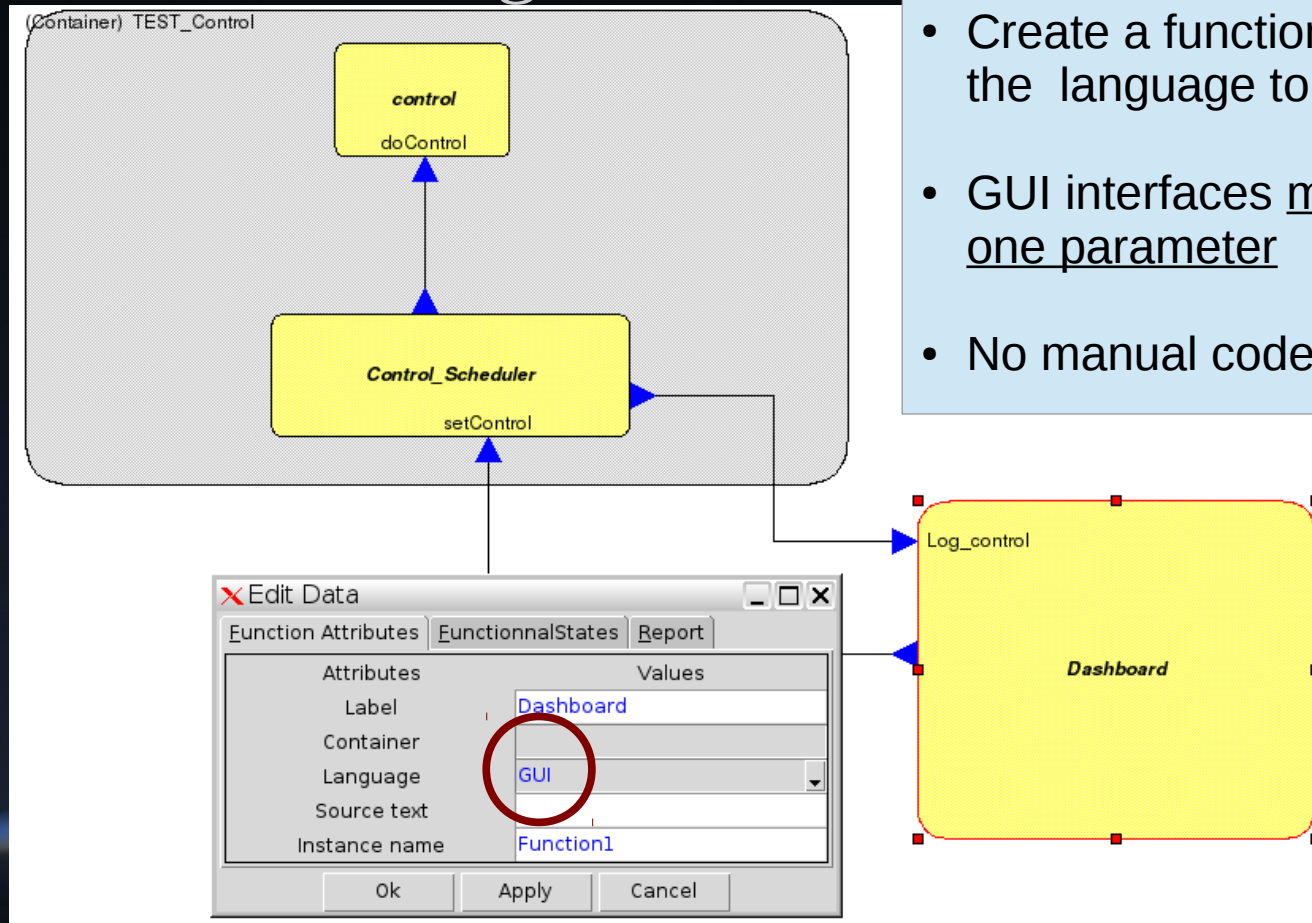 (Container) TEST_Control
control
doControl
Control_Scheduler
setControl
• Create a function
the language to
• GUI interfaces
one parameter
• No manual code
Log_control
Dashboard
Edit Data
Function Attributes FunctionnalStates Report
Attributes Values
Label Dashboard
Container
Language GUI
Source text
Instance name Function1
Ok Apply Cancel